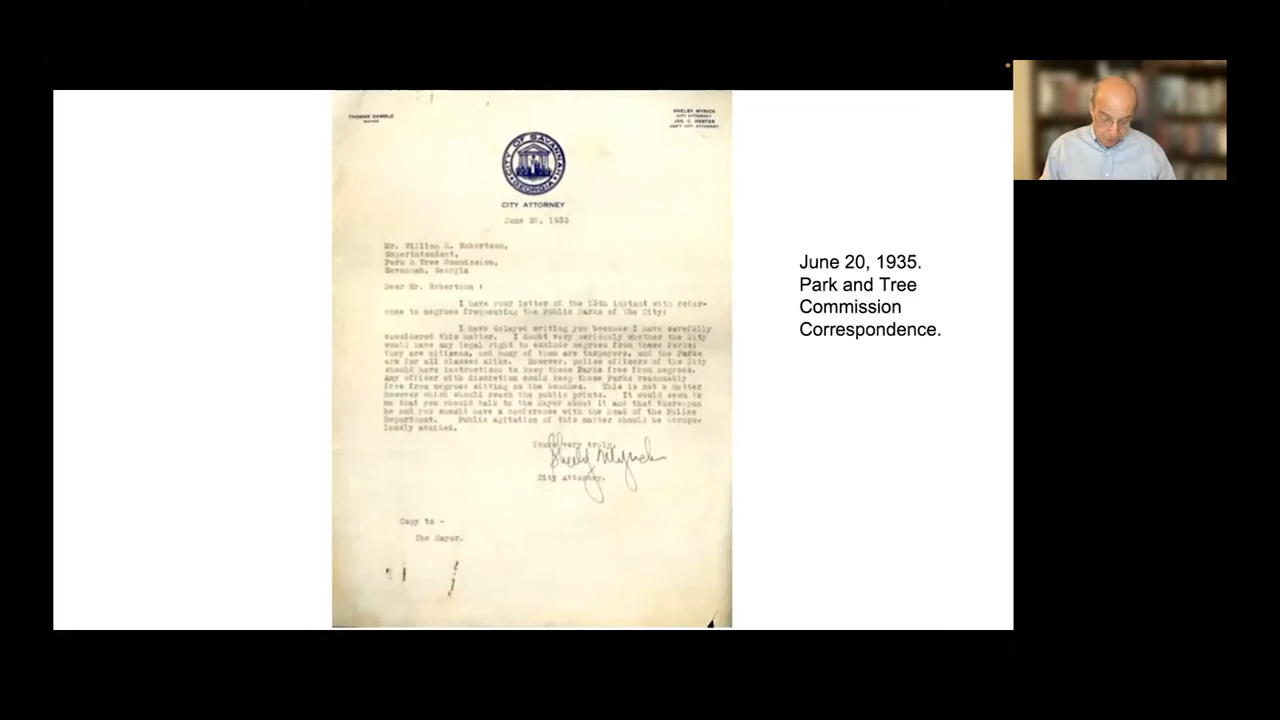 THOMAS GAMBLE
MAYOR
SHELBY MYRICK
CITY ATTORNEY
JOS. C. HESTER
ASS'T CITY ATTORNEY
CITY OF SAVANNAH
GEORGIA
CITY ATTORNEY
June 20, 1935
Mr. William H. Robertson,
Superintendent,
Park & Tree Commission,
Savannah, Georgia
Dear Mr. Robertson :
I have your letter of the 13th instant with refer-
ence to negroes frequenting the Public Parks of the City:
I have delayed writing you because I have carefully
considered this matter. I doubt very seriously whether the City
would have any legal right to exclude negroes from these Parks;
they are citizens, and many of them are taxpayers, and the Parks
are for all classes alike. However, police officers of the City
should have instructions to keep these Parks free from negroes.
Any officer with discretion could keep these Parks reasonably
free from negroes sitting on the benches. This is not a matter
however which should reach the public prints. It would seem to
me that you should talk to the Mayor about it and that thereupon
he and you should have a conference with the head of the Police
Department. Public agitation of this matter should be scrupu-
lously avoided.
Yours very truly,
Shelby Myrick
City Attorney.
Copy to -
The Mayor.
June 20, 1935.
Park and Tree
Commission
Correspondence.